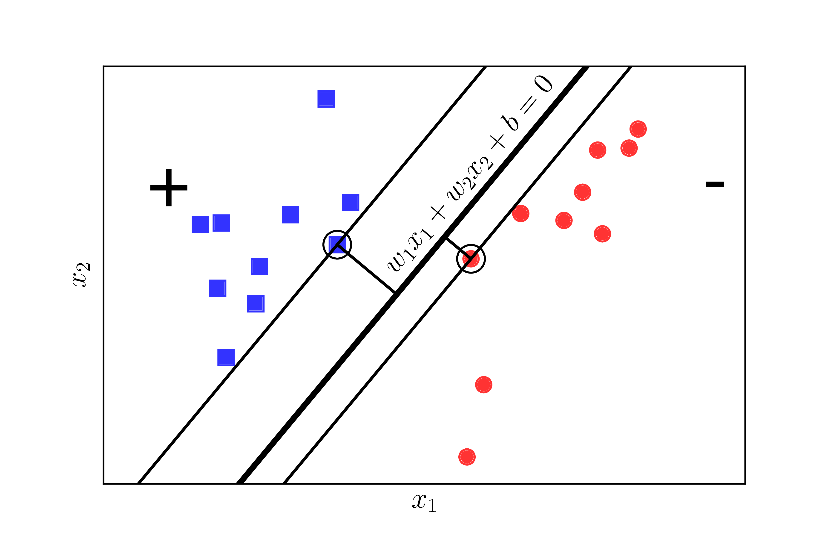 +
-
w₁x₁ + w₂x₂ + b = 0
x₂
x₁